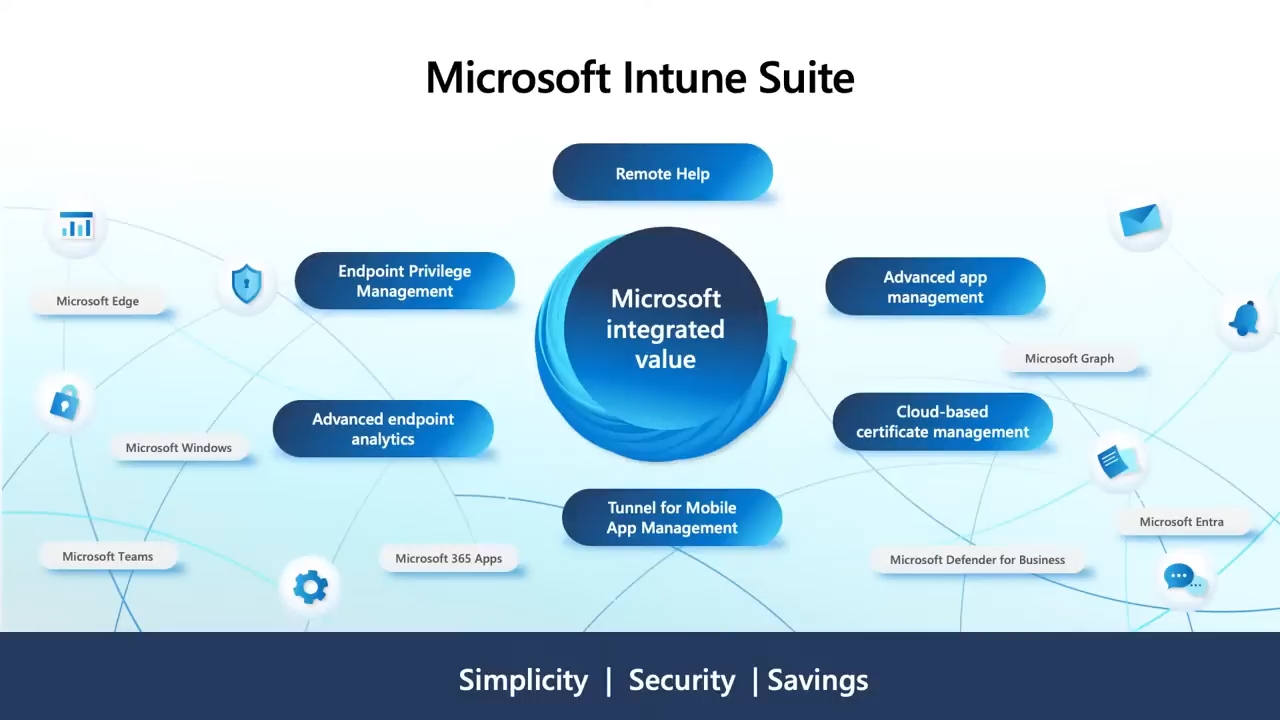 Microsoft Intune Suite
Remote Help
Endpoint Privilege
Management
Advanced app
management
Microsoft
integrated
value
Microsoft Edge
Microsoft Graph
Advanced endpoint
analytics
Cloud-based
certificate management
Microsoft Windows
Tunnel for Mobile
App Management
Microsoft Entra
Microsoft Teams
Microsoft 365 Apps
Microsoft Defender for Business
Simplicity | Security | Savings